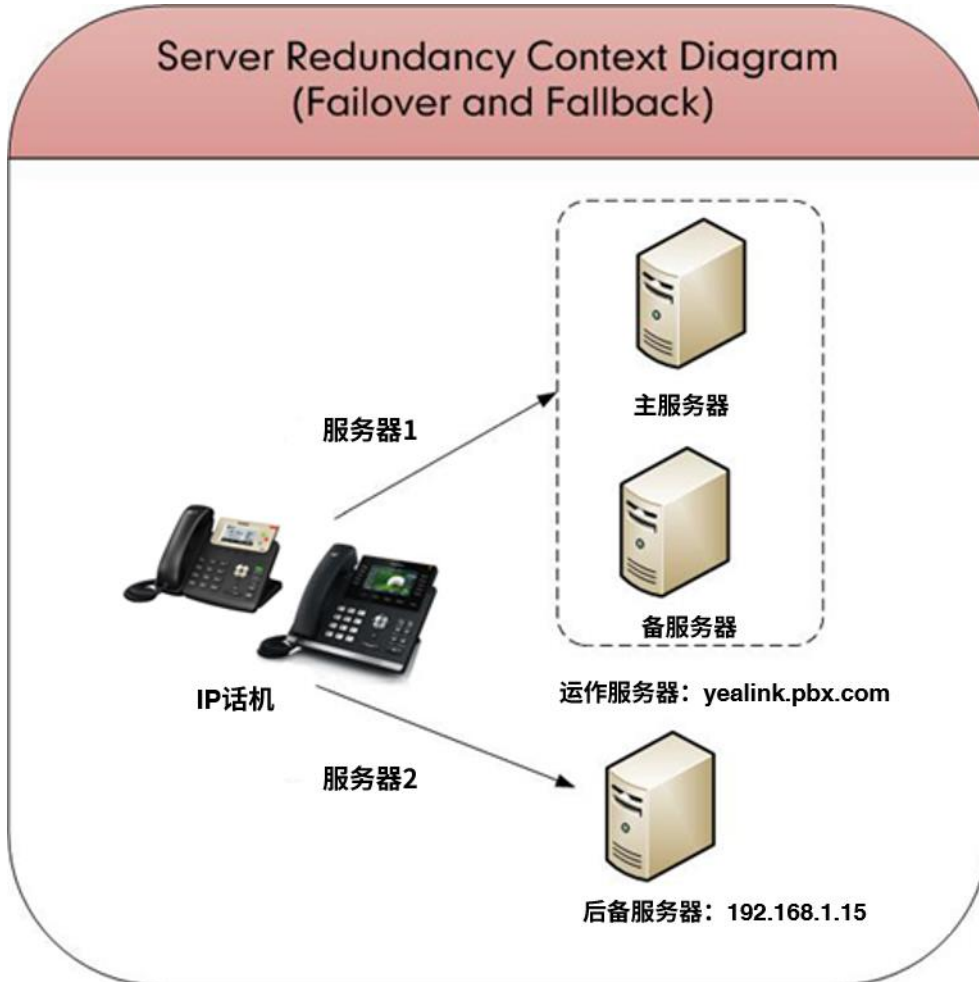 Server Redundancy Context Diagram
(Failover and Fallback)
主服务器
服务器1
备服务器
运作服务器：yealink.pbx.com
IP话机
服务器2
后备服务器：192.168.1.15